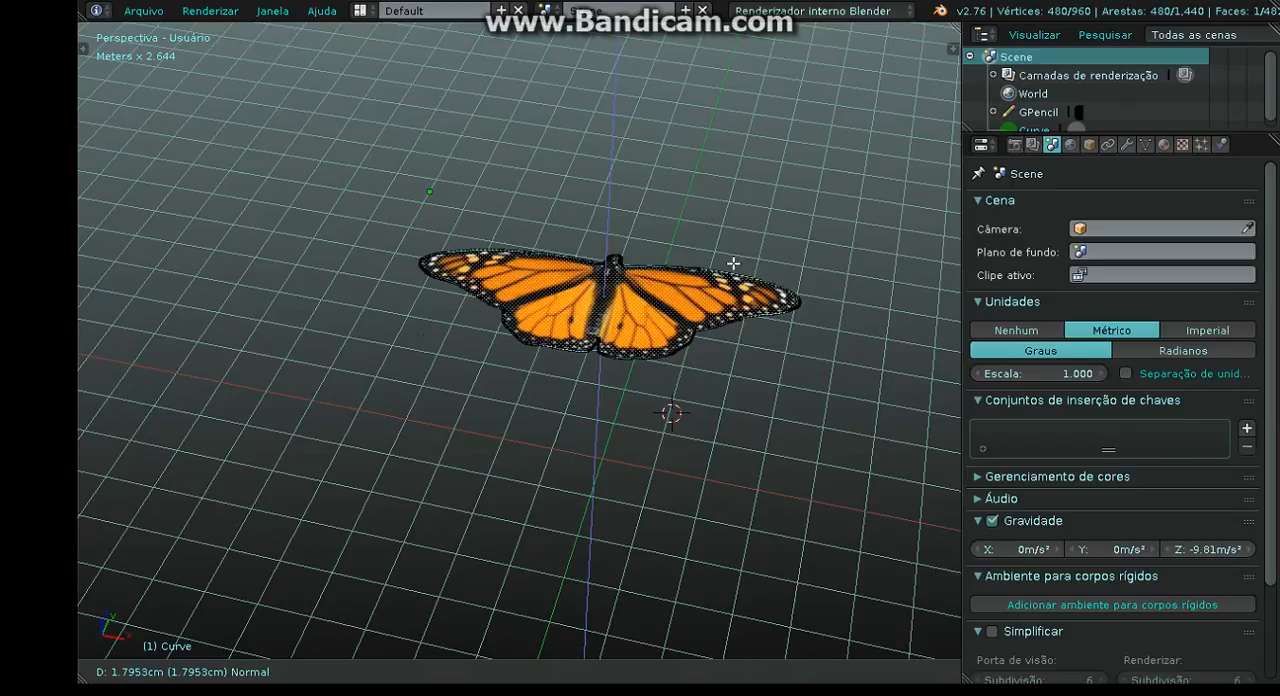 Arquivo Renderizar Janela Ajuda Default Renderizador interno Blender v2.76 | Vértices: 480/960 | Arestas: 480/1,440 | Faces: 1/48
www.Bandicam.com
Perspectiva - Usuário
Meters x 2.644
Visualizar Pesquisar Todas as cenas
Scene
Camadas de renderização
World
GPencil
Curve
Scene
Cena
Câmera:
Plano de fundo:
Clipe ativo:
Unidades
Nenhum Métrico Imperial
Graus Radianos
Escala: 1.000 Separação de unid...
Conjuntos de inserção de chaves
Gerenciamento de cores
Áudio
Gravidade
X: 0m/s² Y: 0m/s² Z: -9.81m/s²
Ambiente para corpos rígidos
Adicionar ambiente para corpos rígidos
Simplificar
Porta de visão: Renderizar:
Subdivisão: 6 Subdivisão: 6
y
x
(1) Curve
D: 1.7953cm (1.7953cm) Normal